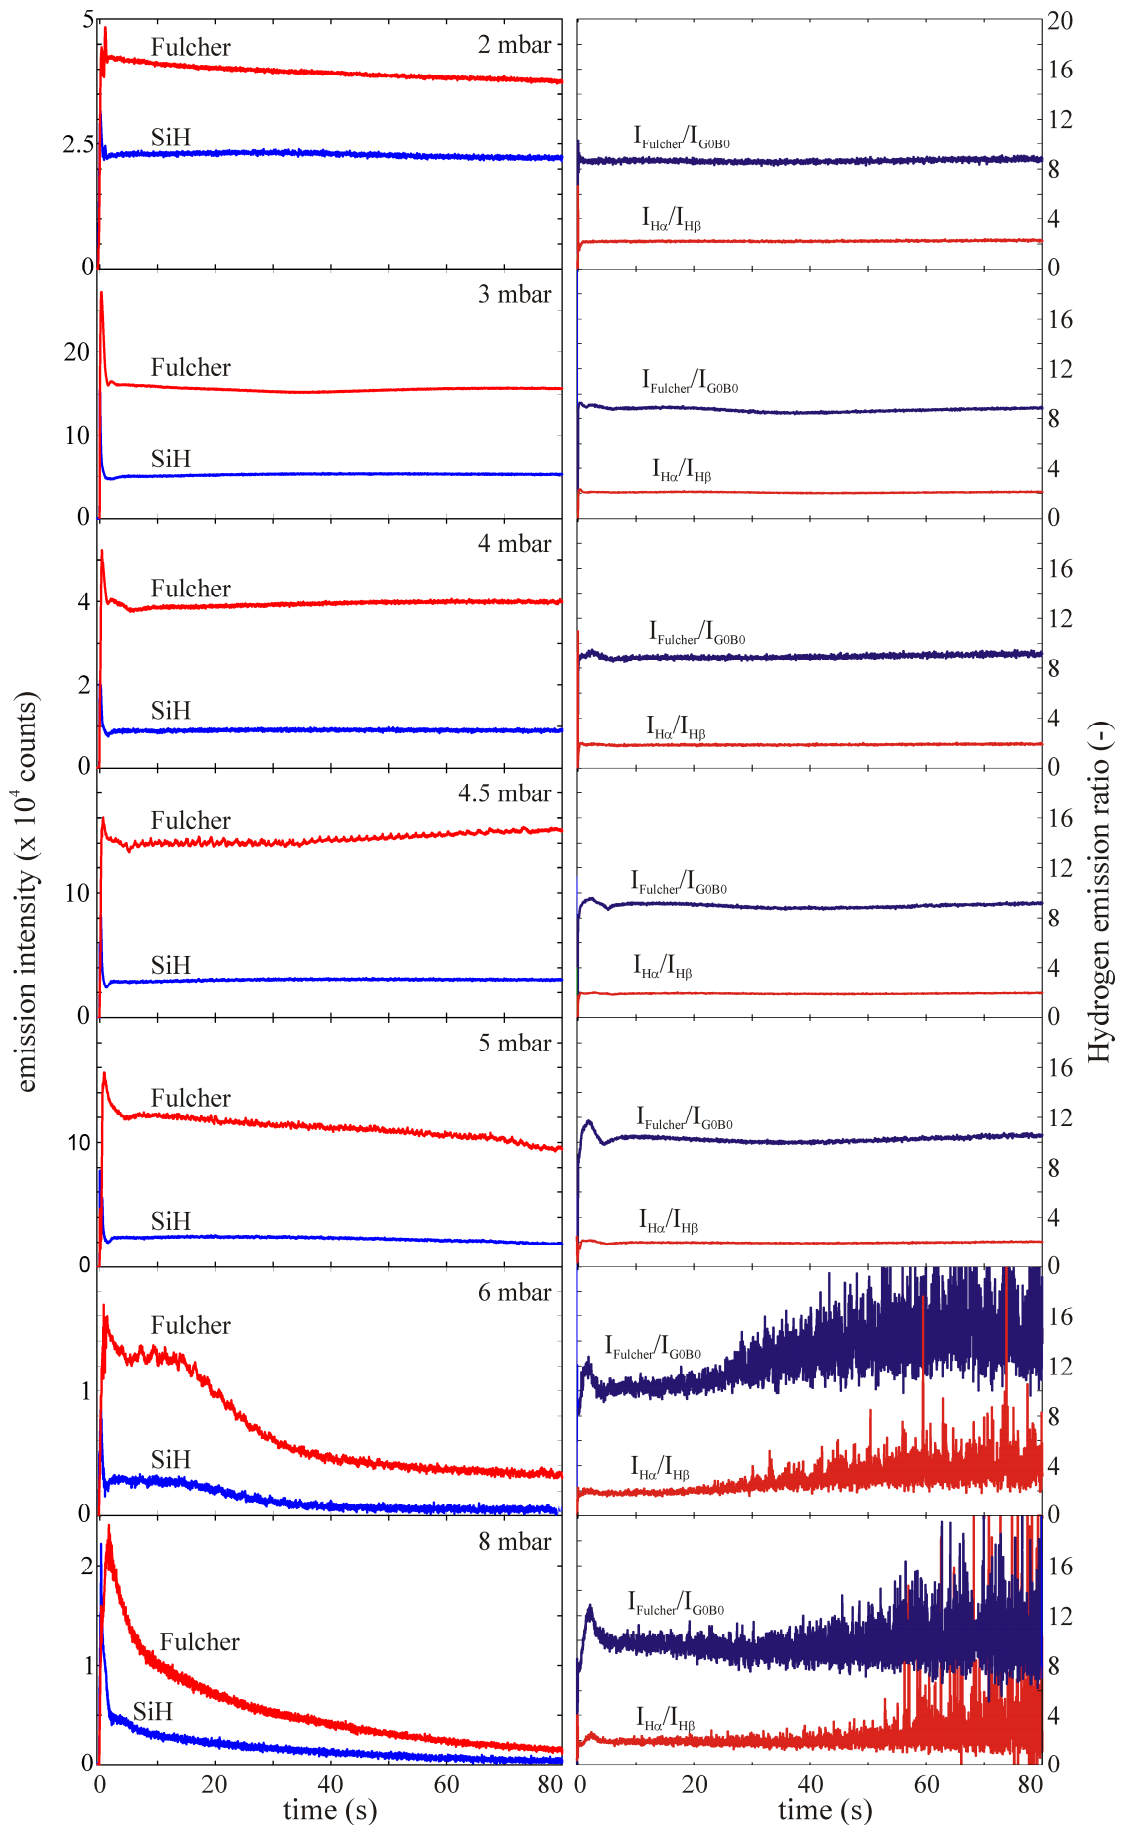 5
Fulcher
2 mbar
2.5
SiH
0
20
16
12
I_Fulcher/I_G0B0
8
I_Hα/I_Hβ
4
0
3 mbar
20
Fulcher
10
SiH
0
16
12
I_Fulcher/I_G0B0
8
I_Hα/I_Hβ
4
0
4 mbar
Fulcher
4
2
SiH
0
16
12
I_Fulcher/I_G0B0
8
I_Hα/I_Hβ
4
0
4.5 mbar
Fulcher
10
SiH
0
16
12
I_Fulcher/I_G0B0
8
I_Hα/I_Hβ
4
0
5 mbar
Fulcher
10
SiH
0
16
12
I_Fulcher/I_G0B0
8
I_Hα/I_Hβ
4
0
6 mbar
Fulcher
1
SiH
0
16
I_Fulcher/I_G0B0
12
8
I_Hα/I_Hβ
4
0
8 mbar
2
Fulcher
1
SiH
0
16
I_Fulcher/I_G0B0
12
8
I_Hα/I_Hβ
4
0
0 20 40 60 80
time (s)
0 20 40 60 80
time (s)
emission intensity (x 10⁴ counts)
Hydrogen emission ratio (-)